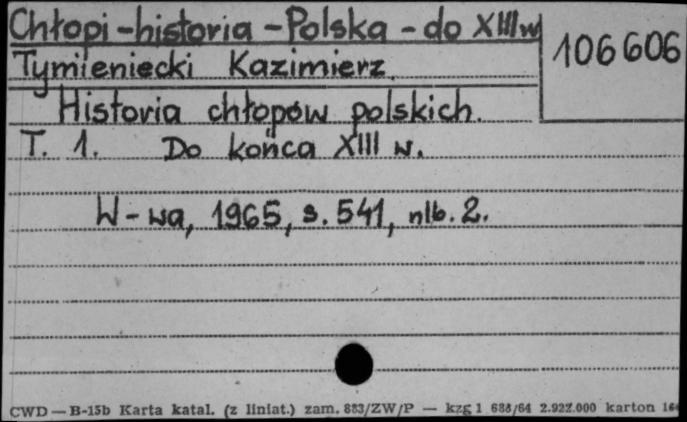 Chłopi - historia - Polska - do XIII w
106606
Tymieniecki Kazimierz
Historia chłopów polskich.
T. 1. Do końca XIII w.
W-wa, 1965, s. 541, nlb. 2.
CWD — B-15b Karta katal. (z liniat.) zam. 883/ZW/P — kzg 1 688/64 2.922.000 karton